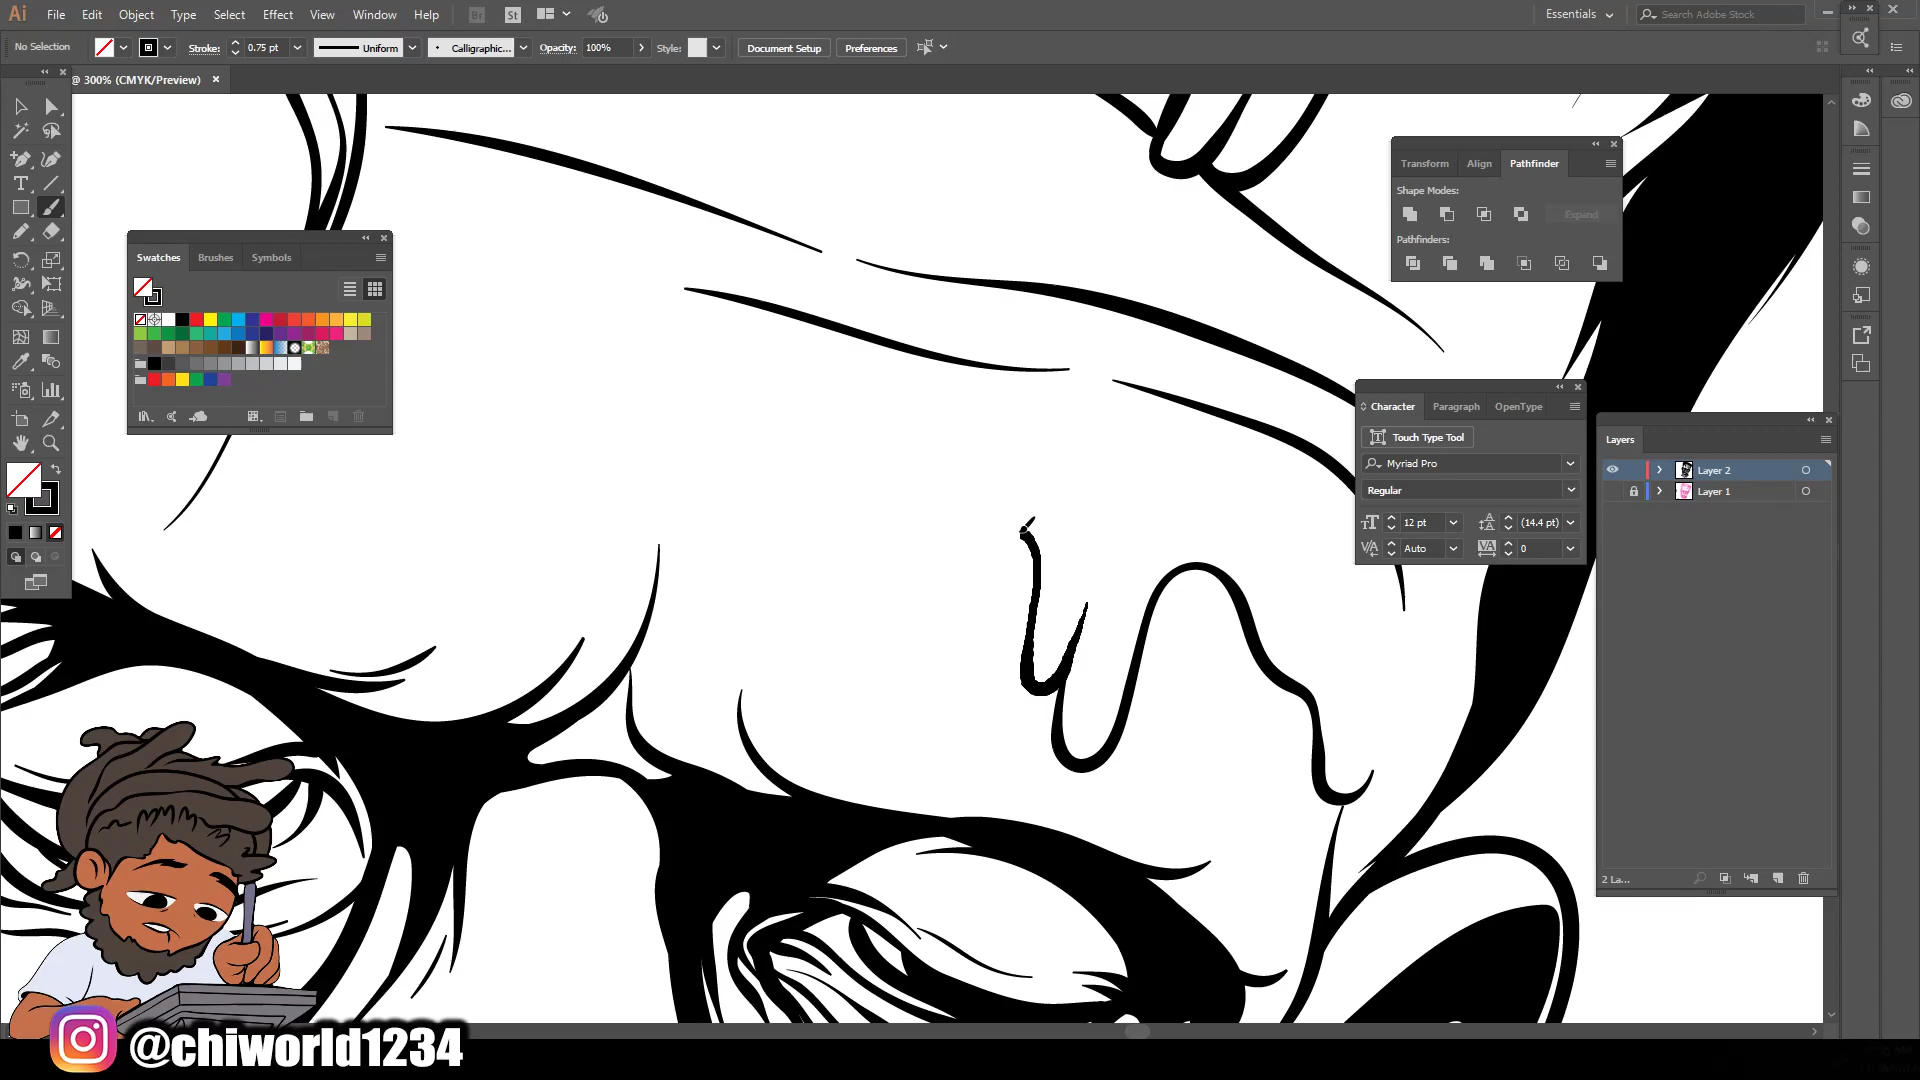 Ai File Edit Object Type Select Effect View Window Help Br St Essentials Search Adobe Stock
No Selection Stroke: 0.75 pt Uniform Calligraphic... Opacity: 100% Style: Document Setup Preferences
@ 300% (CMYK/Preview)
Transform Align Pathfinder
Shape Modes:
Expand
Pathfinders:
Swatches Brushes Symbols
Character Paragraph OpenType
Touch Type Tool
Myriad Pro
Regular
12 pt (14.4 pt)
Auto 0
Layers
Layer 2
Layer 1
2 La...
@chiworld1234